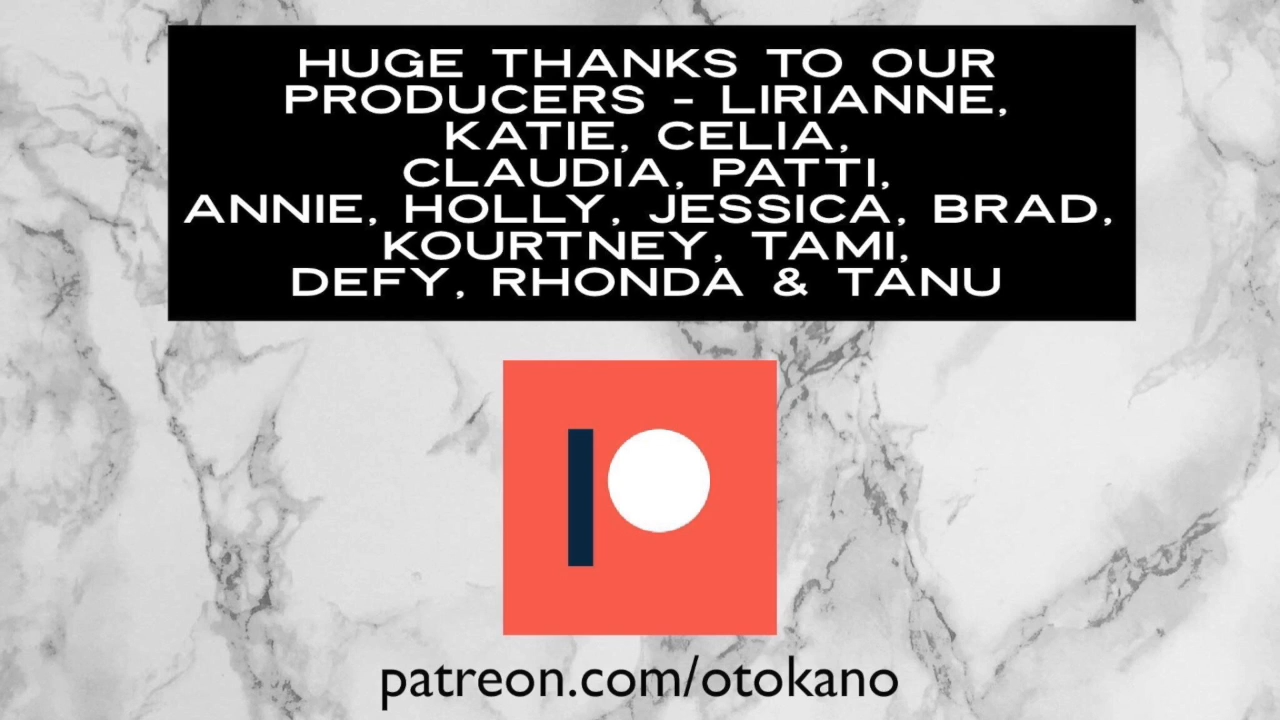 HUGE THANKS TO OUR
PRODUCERS - LIRIANNE,
KATIE, CELIA,
CLAUDIA, PATTI,
ANNIE, HOLLY, JESSICA, BRAD,
KOURTNEY, TAMI,
DEFY, RHONDA & TANU
patreon.com/otokano